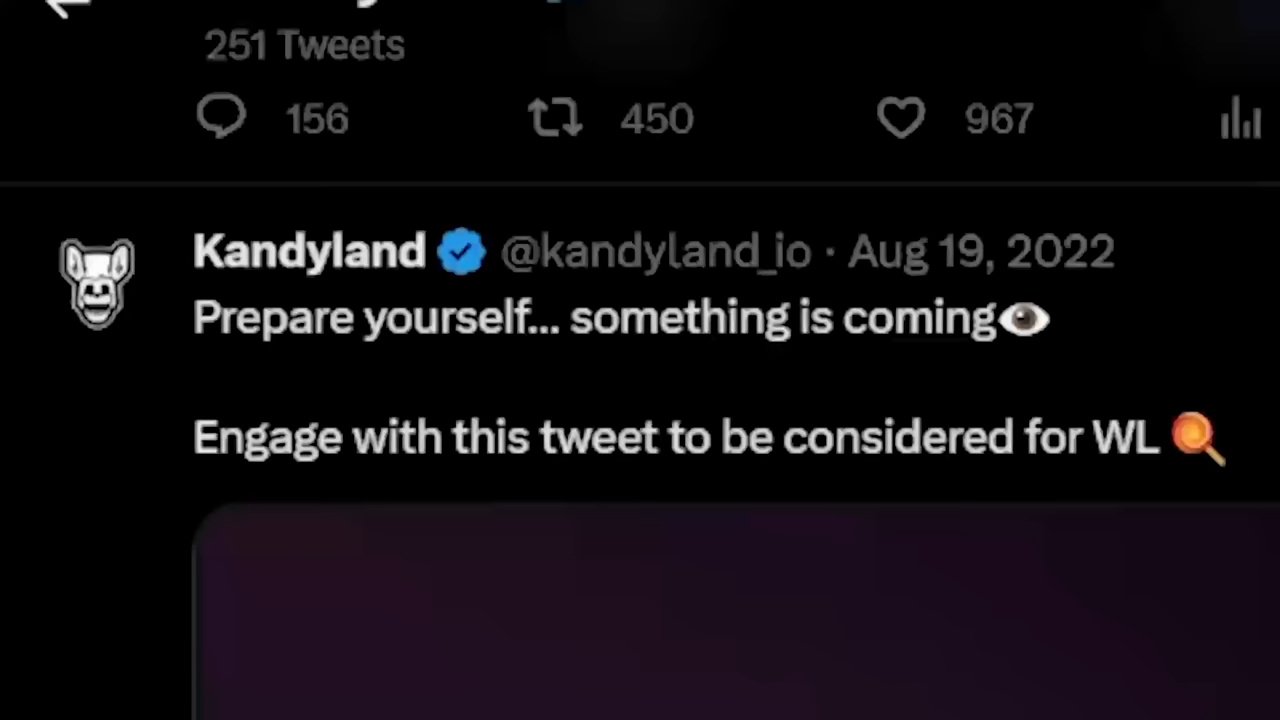 251 Tweets
156 450 967
Kandyland @kandyland_io · Aug 19, 2022
Prepare yourself... something is coming👁
Engage with this tweet to be considered for WL 🍭